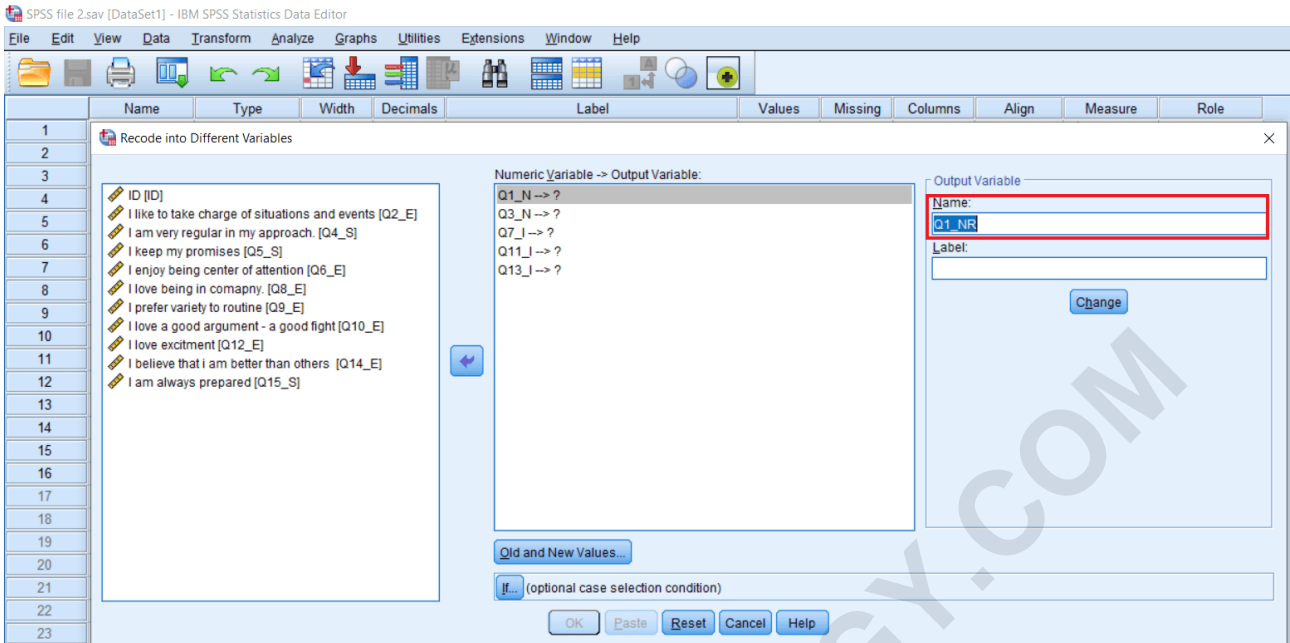 SPSS file 2.sav [DataSet1] - IBM SPSS Statistics Data Editor
File Edit View Data Transform Analyze Graphs Utilities Extensions Window Help
Name Type Width Decimals Label Values Missing Columns Align Measure Role
1
2
3
4
5
6
7
8
9
10
11
12
13
14
15
16
17
18
19
20
21
22
23
Recode into Different Variables
ID [ID]
I like to take charge of situations and events [Q2_E]
I am very regular in my approach. [Q4_S]
I keep my promises [Q5_S]
I enjoy being center of attention [Q6_E]
I love being in comapny. [Q8_E]
I prefer variety to routine [Q9_E]
I love a good argument - a good fight [Q10_E]
I love excitment [Q12_E]
I believe that i am better than others [Q14_E]
I am always prepared [Q15_S]
Numeric Variable -> Output Variable:
Q1_N --> ?
Q3_N --> ?
Q7_I --> ?
Q11_I --> ?
Q13_I --> ?
Output Variable
Name:
Q1_NR
Label:
Change
Old and New Values...
If... (optional case selection condition)
OK Paste Reset Cancel Help
GY.COM